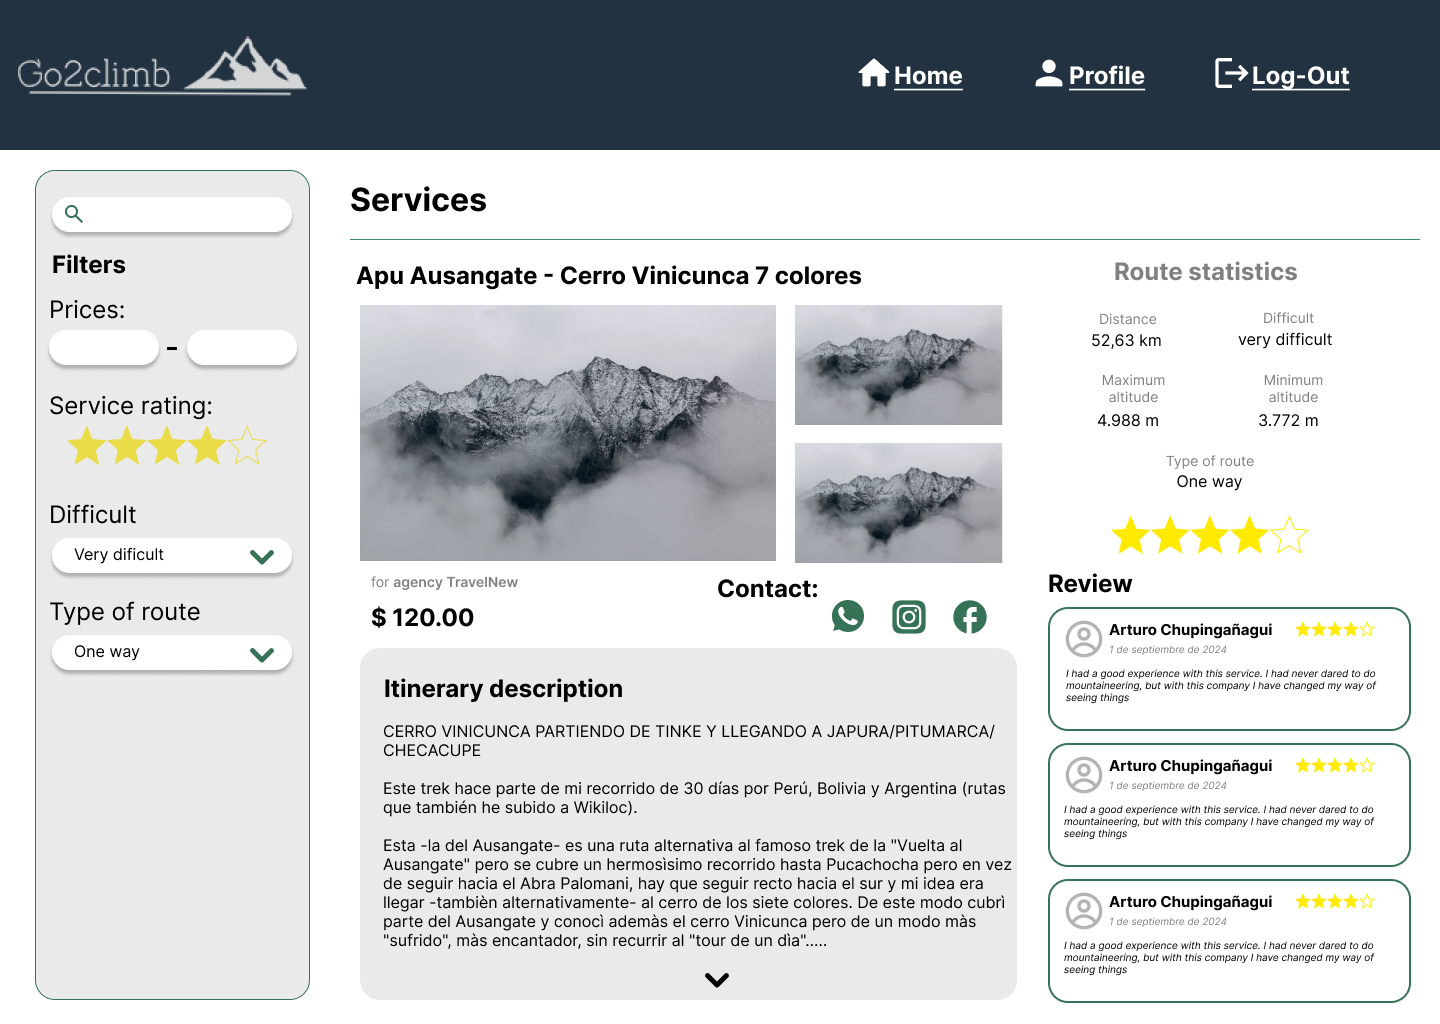 Go2climb
Home
Profile
Log-Out
Filters
Prices:
-
Service rating:
Difficult
Very dificult
Type of route
One way
Services
Apu Ausangate - Cerro Vinicunca 7 colores
for agency TravelNew
$ 120.00
Contact:
Itinerary description
CERRO VINICUNCA PARTIENDO DE TINKE Y LLEGANDO A JAPURA/PITUMARCA/
CHECACUPE
Este trek hace parte de mi recorrido de 30 días por Perú, Bolivia y Argentina (rutas
que también he subido a Wikiloc).
Esta -la del Ausangate- es una ruta alternativa al famoso trek de la "Vuelta al
Ausangate" pero se cubre un hermosìsimo recorrido hasta Pucachocha pero en vez
de seguir hacia el Abra Palomani, hay que seguir recto hacia el sur y mi idea era
llegar -tambièn alternativamente- al cerro de los siete colores. De este modo cubrì
parte del Ausangate y conocì ademàs el cerro Vinicunca pero de un modo màs
"sufrido", màs encantador, sin recurrir al "tour de un dìa".....
Route statistics
Distance
52,63 km
Difficult
very difficult
Maximum
altitude
4.988 m
Minimum
altitude
3.772 m
Type of route
One way
Review
Arturo Chupingañagui
1 de septiembre de 2024
I had a good experience with this service. I had never dared to do
mountaineering, but with this company I have changed my way of
seeing things
Arturo Chupingañagui
1 de septiembre de 2024
I had a good experience with this service. I had never dared to do
mountaineering, but with this company I have changed my way of
seeing things
Arturo Chupingañagui
1 de septiembre de 2024
I had a good experience with this service. I had never dared to do
mountaineering, but with this company I have changed my way of
seeing things